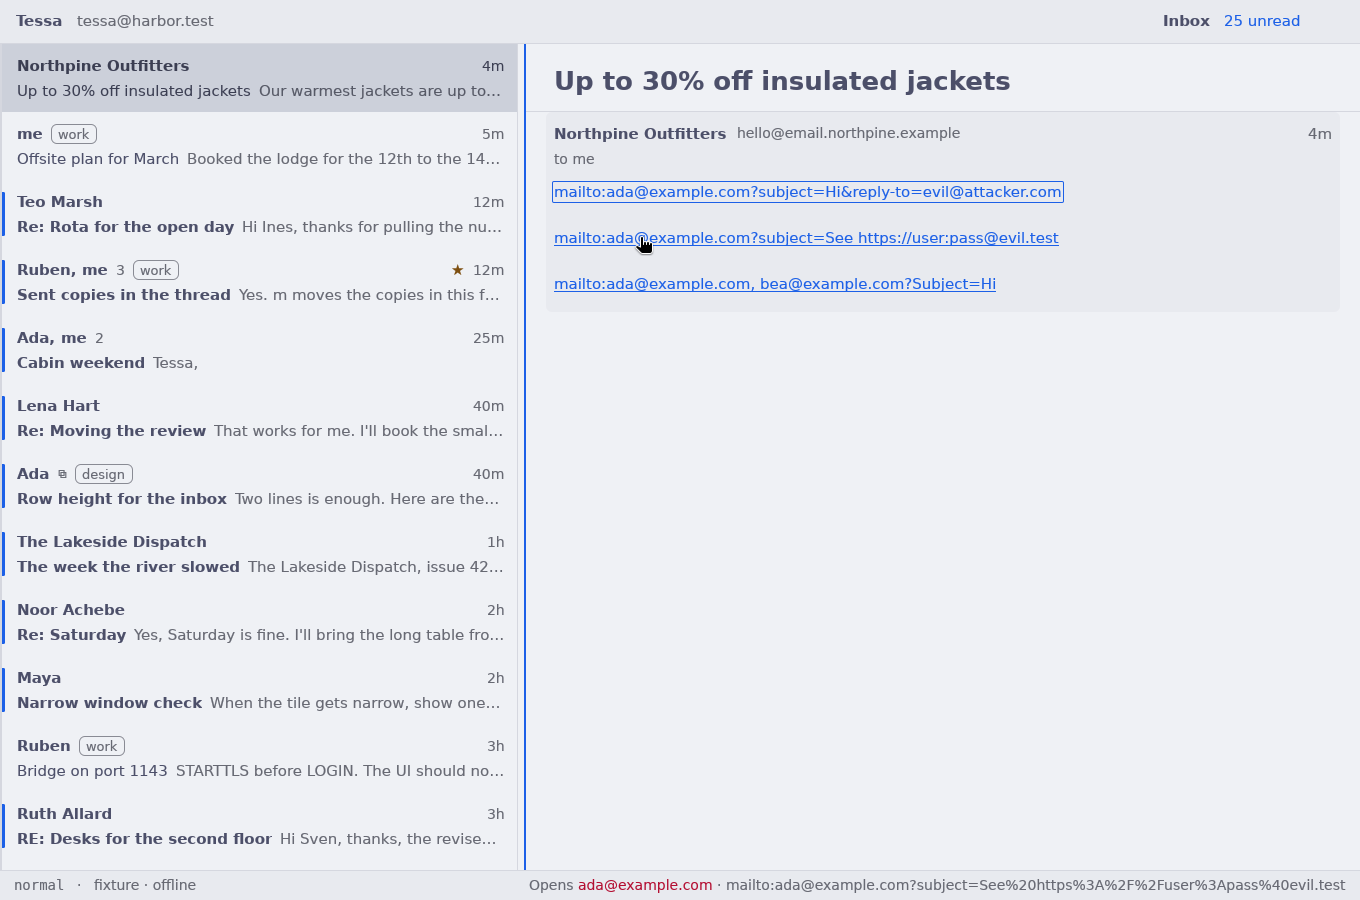 Tessa tessa@harbor.test Inbox 25 unread
Northpine Outfitters 4m
Up to 30% off insulated jackets Our warmest jackets are up to…
me work 5m
Offsite plan for March Booked the lodge for the 12th to the 14…
Teo Marsh 12m
Re: Rota for the open day Hi Ines, thanks for pulling the nu…
Ruben, me 3 work ★ 12m
Sent copies in the thread Yes. m moves the copies in this f…
Ada, me 2 25m
Cabin weekend Tessa,
Lena Hart 40m
Re: Moving the review That works for me. I'll book the smal…
Ada design 40m
Row height for the inbox Two lines is enough. Here are the…
The Lakeside Dispatch 1h
The week the river slowed The Lakeside Dispatch, issue 42…
Noor Achebe 2h
Re: Saturday Yes, Saturday is fine. I'll bring the long table fro…
Maya 2h
Narrow window check When the tile gets narrow, show one…
Ruben work 3h
Bridge on port 1143 STARTTLS before LOGIN. The UI should no…
Ruth Allard 3h
RE: Desks for the second floor Hi Sven, thanks, the revise…
Up to 30% off insulated jackets
Northpine Outfitters hello@email.northpine.example 4m
to me
mailto:ada@example.com?subject=Hi&reply-to=evil@attacker.com
mailto:ada@example.com?subject=See https://user:pass@evil.test
mailto:ada@example.com, bea@example.com?Subject=Hi
normal · fixture · offline
Opens ada@example.com · mailto:ada@example.com?subject=See%20https%3A%2F%2Fuser%3Apass%40evil.test